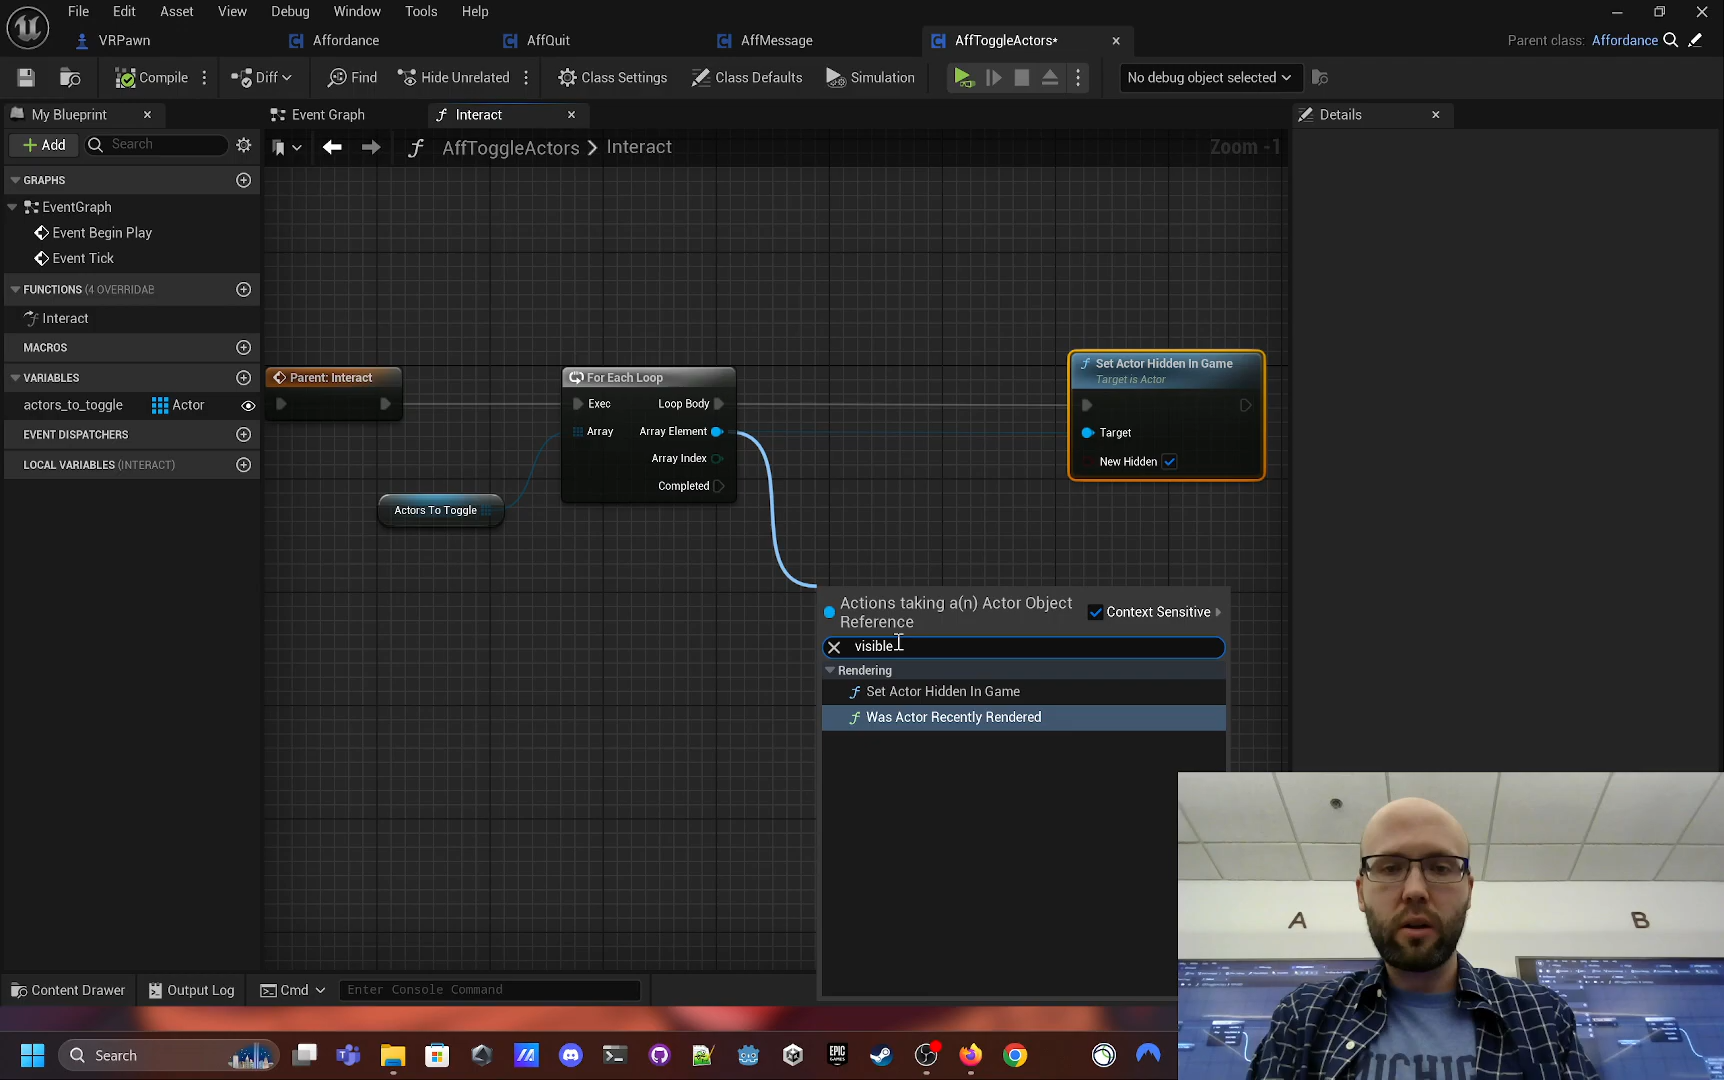 File Edit Asset View Debug Window Tools Help
VRPawn Affordance AffQuit AffMessage AffToggleActors* Parent class: Affordance
Compile Diff Find Hide Unrelated Class Settings Class Defaults Simulation No debug object selected
My Blueprint Event Graph Interact Details
Add Search AffToggleActors > Interact Zoom -1
GRAPHS
EventGraph
Event Begin Play
Event Tick
FUNCTIONS (4 OVERRIDAB
Interact
MACROS
VARIABLES
actors_to_toggle Actor
EVENT DISPATCHERS
LOCAL VARIABLES (INTERACT)
Parent: Interact
For Each Loop
Exec Loop Body
Array Array Element
Array Index
Completed
Actors To Toggle
Set Actor Hidden In Game
Target is Actor
Target
New Hidden
Actions taking a(n) Actor Object
Reference
Context Sensitive
visible
Rendering
Set Actor Hidden In Game
Was Actor Recently Rendered
A B
MICHIG
Content Drawer Output Log Cmd Enter Console Command
Search
EPIC
GAMES